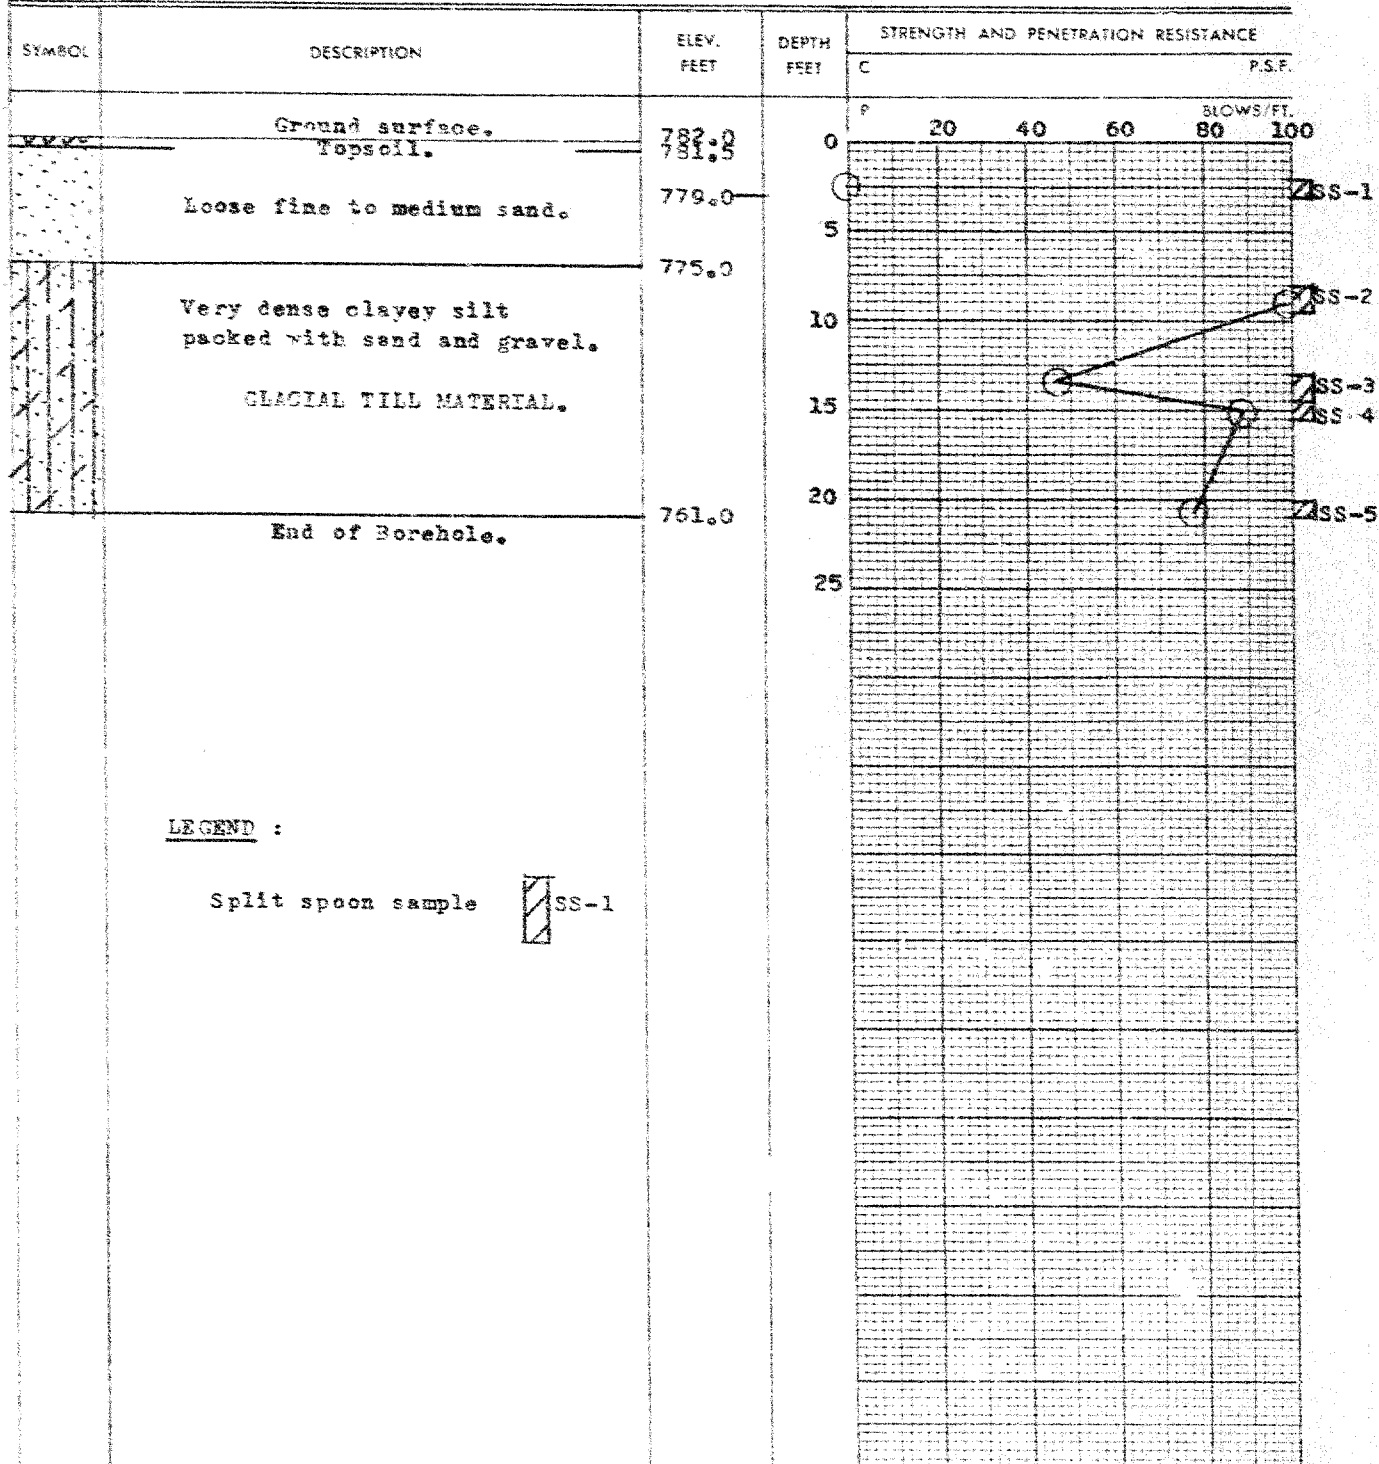 SYMBOL DESCRIPTION ELEV. FEET DEPTH FEET STRENGTH AND PENETRATION RESISTANCE
C P.S.F.
P BLOWS/FT.
20 40 60 80 100
Ground surface. 782.0 0
Topsoil. 781.5
779.0 SS-1
Loose fine to medium sand.
5
775.0
SS-2
Very dense clayey silt
10
packed with sand and gravel.
SS-3
GLACIAL TILL MATERIAL.
15
SS-4
20
761.0 SS-5
End of Borehole.
25
LEGEND :
Split spoon sample SS-1